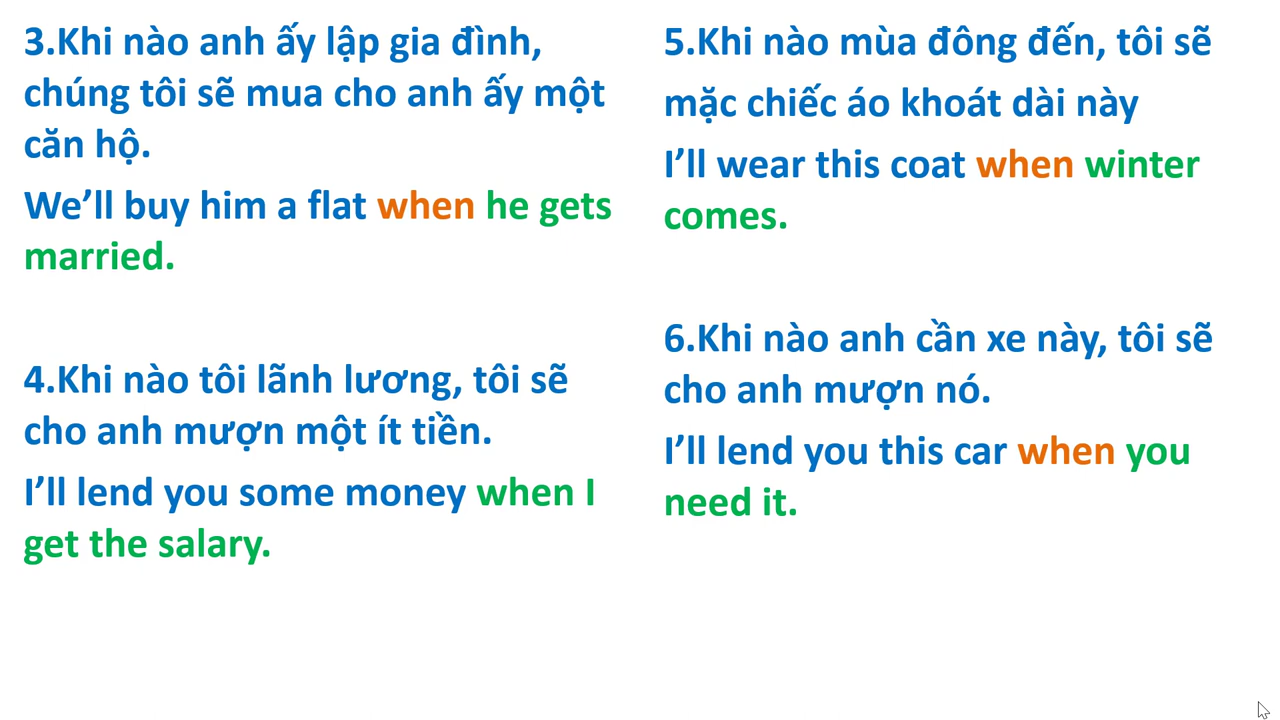 3.Khi nào anh ấy lập gia đình,
chúng tôi sẽ mua cho anh ấy một
căn hộ.
We’ll buy him a flat when he gets
married.
4.Khi nào tôi lãnh lương, tôi sẽ
cho anh mượn một ít tiền.
I’ll lend you some money when I
get the salary.
5.Khi nào mùa đông đến, tôi sẽ
mặc chiếc áo khoát dài này
I’ll wear this coat when winter
comes.
6.Khi nào anh cần xe này, tôi sẽ
cho anh mượn nó.
I’ll lend you this car when you
need it.